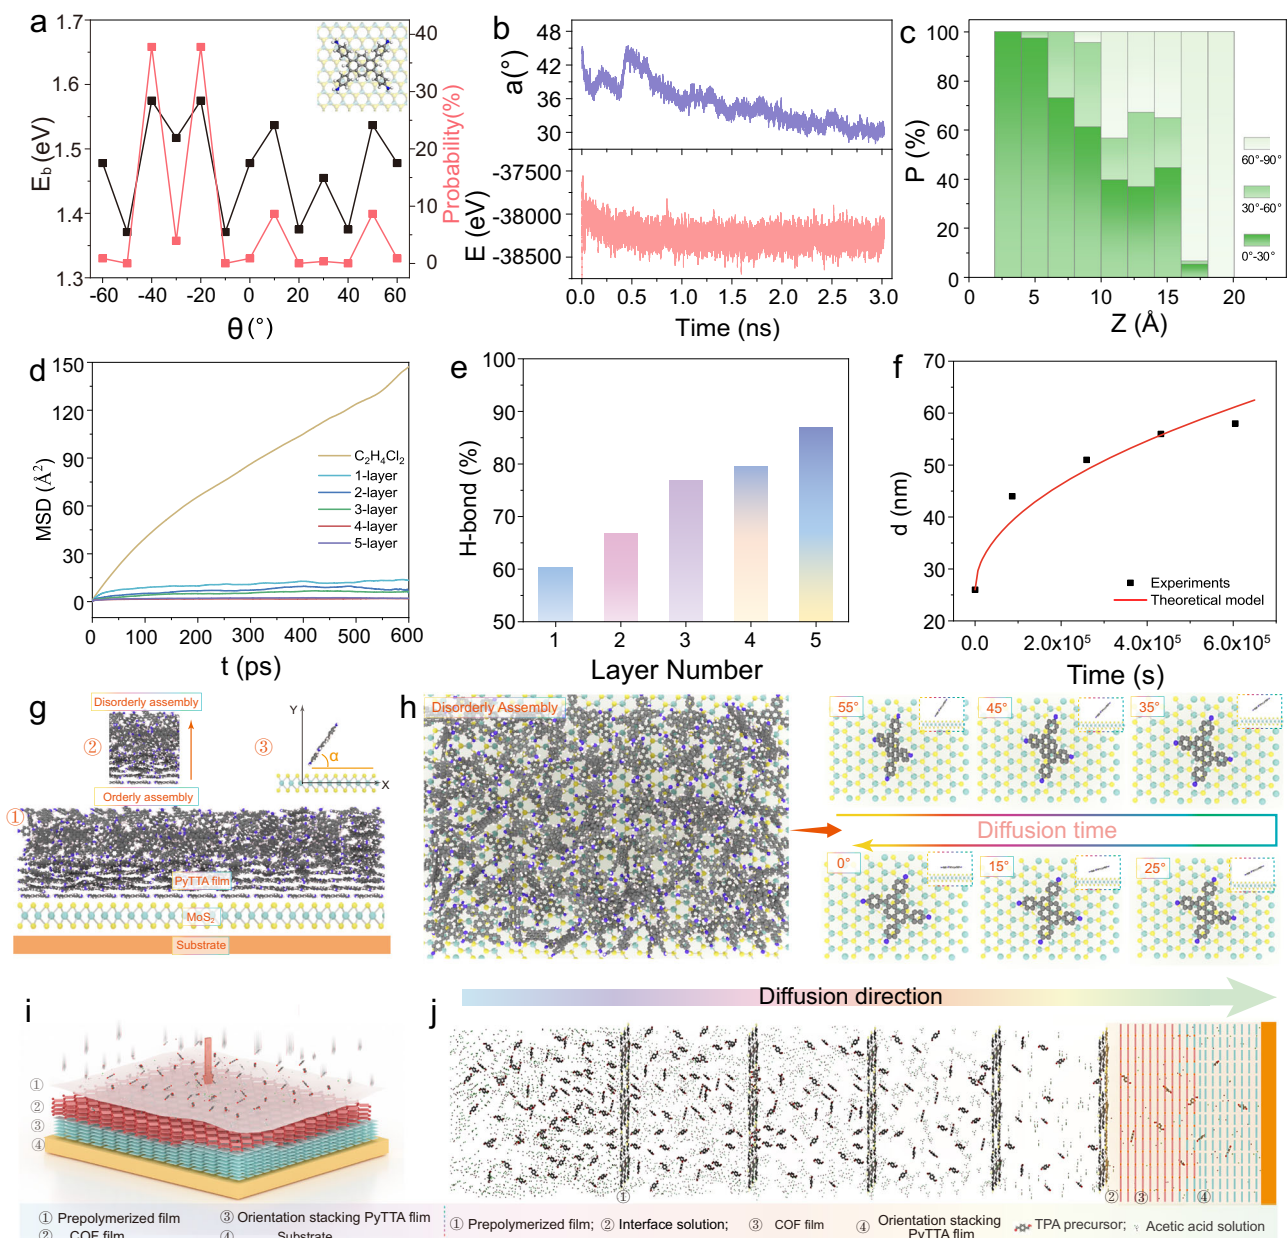 a
1.7
1.6
1.5
1.4
1.3
E_b (eV)
40
30
20
10
0
Probability(%)
-60 -40 -20 0 20 40 60
θ(°)
b
48
42
36
30
a(°)
-37500
-38000
-38500
E (eV)
0.0 0.5 1.0 1.5 2.0 2.5 3.0
Time (ns)
c
100
80
60
40
20
0
P (%)
60°-90°
30°-60°
0°-30°
0 5 10 15 20
Z (Å)
d
150
120
90
60
30
0
MSD (Å²)
C₂H₄Cl₂
1-layer
2-layer
3-layer
4-layer
5-layer
0 100 200 300 400 500 600
t (ps)
e
100
90
80
70
60
50
H-bond (%)
1 2 3 4 5
Layer Number
f
70
60
50
40
30
20
d (nm)
Experiments
Theoretical model
0.0 2.0x10⁵ 4.0x10⁵ 6.0x10⁵
Time (s)
g
Disorderly assembly
②
Orderly assembly
③
Y
α
X
①
PyTTA film
MoS₂
Substrate
h
Disorderly Assembly
55° 45° 35°
Diffusion time
0° 15° 25°
i
①
②
③
④
j
Diffusion direction
① ② ③ ④
① Prepolymerized film
③ Orientation stacking PyTTA flim
② COF film
④ Substrate
① Prepolymerized film; ② Interface solution; ③ COF film ④ Orientation stacking
PyTTA flim
TPA precursor; Acetic acid solution